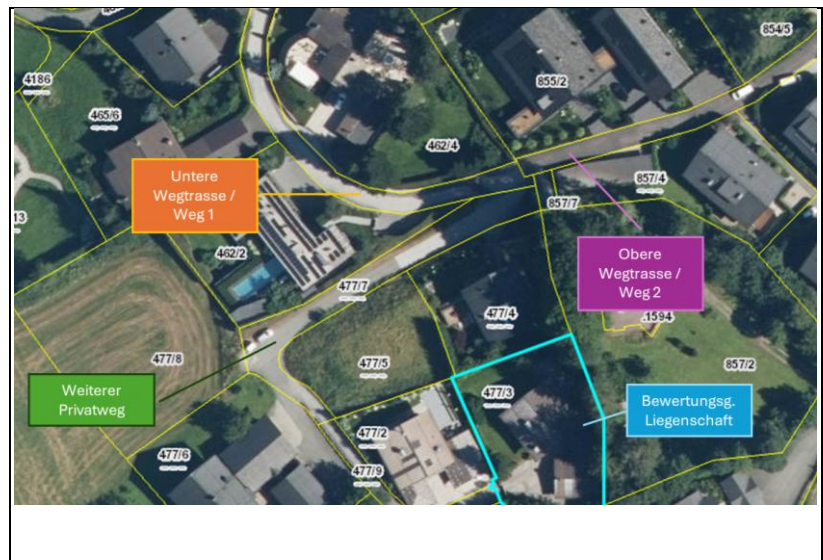 854/5
4186
855/2
465/6
462/4
Untere
Wegtrasse /
Weg 1
857/4
13
857/7
462/2
Obere
Wegtrasse /
Weg 2
477/7
477/4
.1594
477/8
477/5
857/2
Weiterer
Privatweg
477/3
Bewertungsg.
Liegenschaft
477/2
477/6
477/9